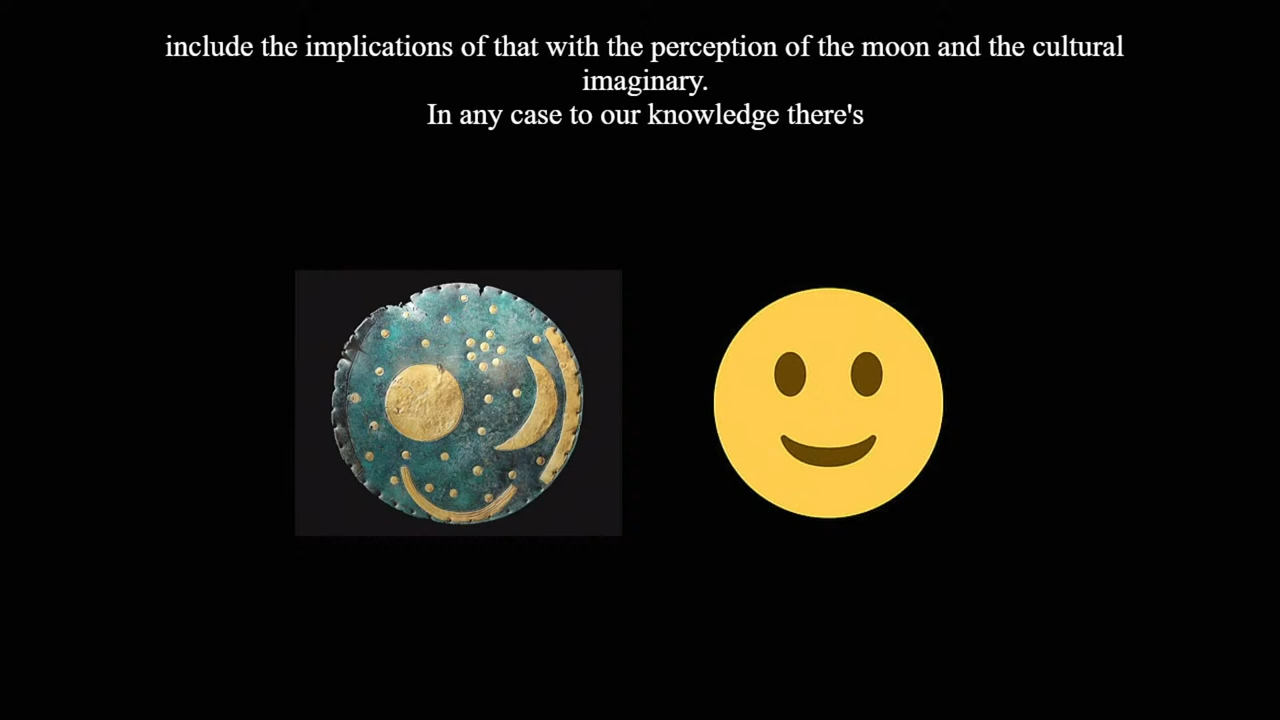 include the implications of that with the perception of the moon and the cultural
imaginary.
In any case to our knowledge there's